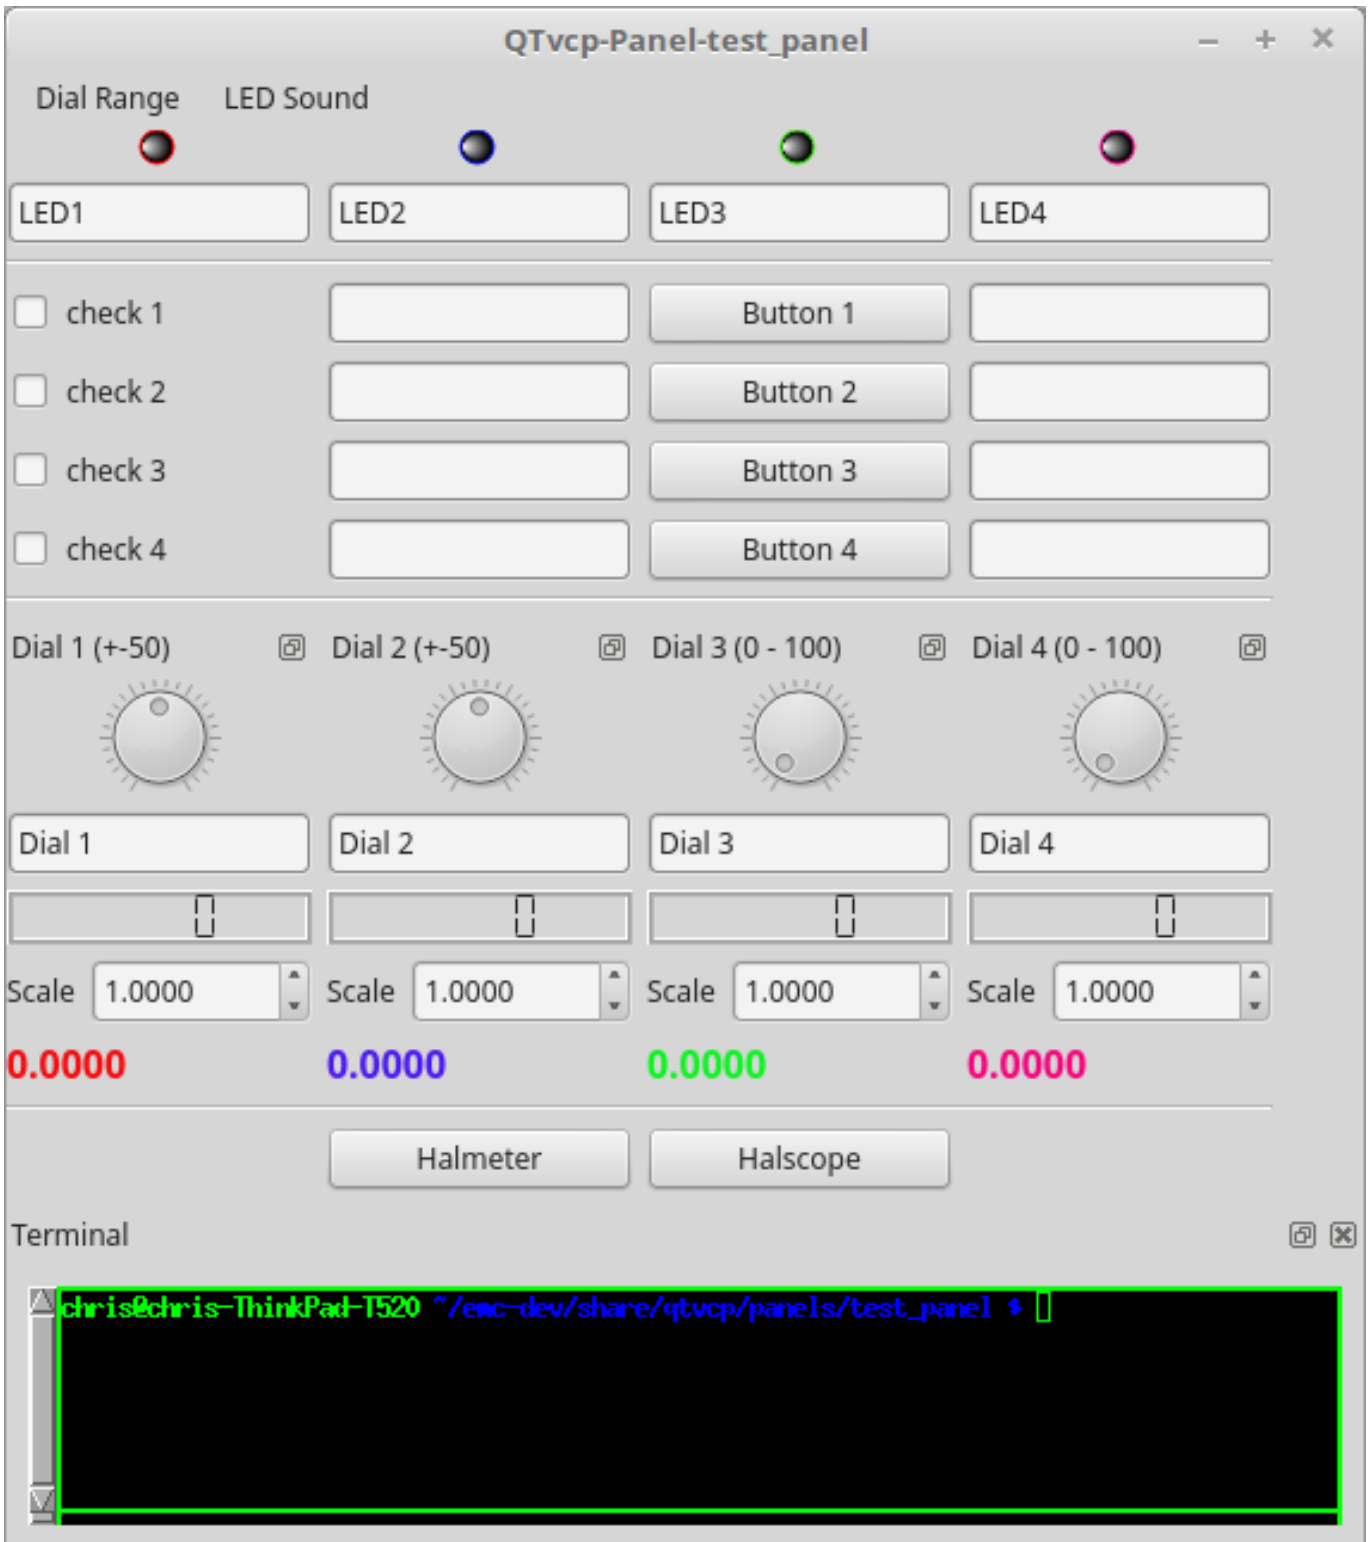 QTvcp-Panel-test_panel
Dial Range LED Sound
LED1 LED2 LED3 LED4
check 1 Button 1
check 2 Button 2
check 3 Button 3
check 4 Button 4
Dial 1 (+-50) Dial 2 (+-50) Dial 3 (0 - 100) Dial 4 (0 - 100)
Dial 1 Dial 2 Dial 3 Dial 4
0 0 0 0
Scale 1.0000 Scale 1.0000 Scale 1.0000 Scale 1.0000
0.0000 0.0000 0.0000 0.0000
Halmeter Halscope
Terminal
chris@chris-ThinkPad-T520 ~/emc-dev/share/qtvcp/panels/test_panel $